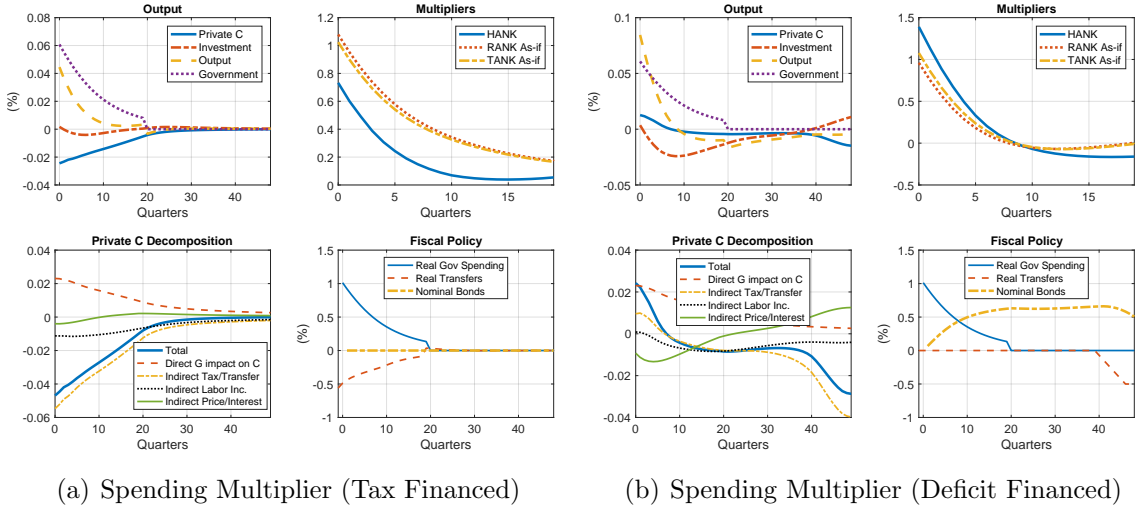 Output
(%)
0.08
0.06
0.04
0.02
0
-0.02
-0.04
0 10 20 30 40
Quarters
Private C
Investment
Output
Government
Multipliers
1.2
1
0.8
0.6
0.4
0.2
0
0 5 10 15
Quarters
HANK
RANK As-if
TANK As-if
Output
(%)
0.1
0.05
0
-0.05
0 10 20 30 40
Quarters
Private C
Investment
Output
Government
Multipliers
1.5
1
0.5
0
-0.5
0 5 10 15
Quarters
HANK
RANK As-if
TANK As-if
Private C Decomposition
0.04
0.02
0
-0.02
-0.04
-0.06
0 10 20 30 40
Quarters
Total
Direct G impact on C
Indirect Tax/Transfer
Indirect Labor Inc.
Indirect Price/Interest
Fiscal Policy
(%)
1.5
1
0.5
0
-0.5
-1
0 10 20 30 40
Quarters
Real Gov Spending
Real Transfers
Nominal Bonds
Private C Decomposition
0.04
0.02
0
-0.02
-0.04
0 10 20 30 40
Quarters
Total
Direct G impact on C
Indirect Tax/Transfer
Indirect Labor Inc.
Indirect Price/Interest
Fiscal Policy
(%)
1.5
1
0.5
0
-0.5
-1
0 10 20 30 40
Quarters
Real Gov Spending
Real Transfers
Nominal Bonds
(a) Spending Multiplier (Tax Financed)
(b) Spending Multiplier (Deficit Financed)